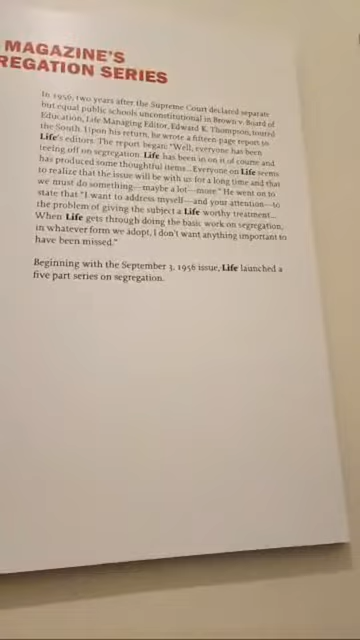 MAGAZINE'S
REGATION SERIES
In 1956, two years after the Supreme Court declared separate
but equal public schools unconstitutional in Brown v. Board of
Education, Life Managing Editor, Edward K. Thompson, toured
the South. Upon his return, he wrote a fifteen-page report to
Life's editors. The report began: "Well, everyone has been
teeing off on segregation. Life has been in on it of course and
has produced some thoughtful items...Everyone on Life seems
to realize that the issue will be with us for a long time and that
we must do something—maybe a lot—more." He went on to
state that "I want to address myself—and your attention—to
the problem of giving the subject a Life worthy treatment...
When Life gets through doing the basic work on segregation,
in whatever form we adopt, I don't want anything important to
have been missed."
Beginning with the September 3, 1956 issue, Life launched a
five part series on segregation.